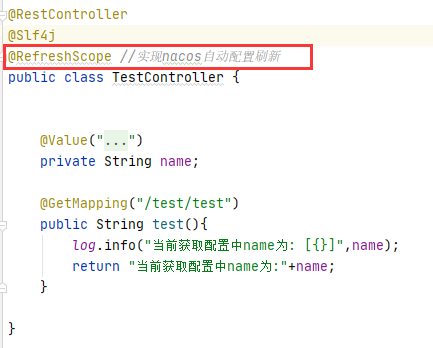 @RestController
@Slf4j
@RefreshScope //实现nacos自动配置刷新
public class TestController {
@Value("...")
private String name;
@GetMapping("/test/test")
public String test(){
log.info("当前获取配置中name为: [{}]",name);
return "当前获取配置中name为:"+name;
}
}